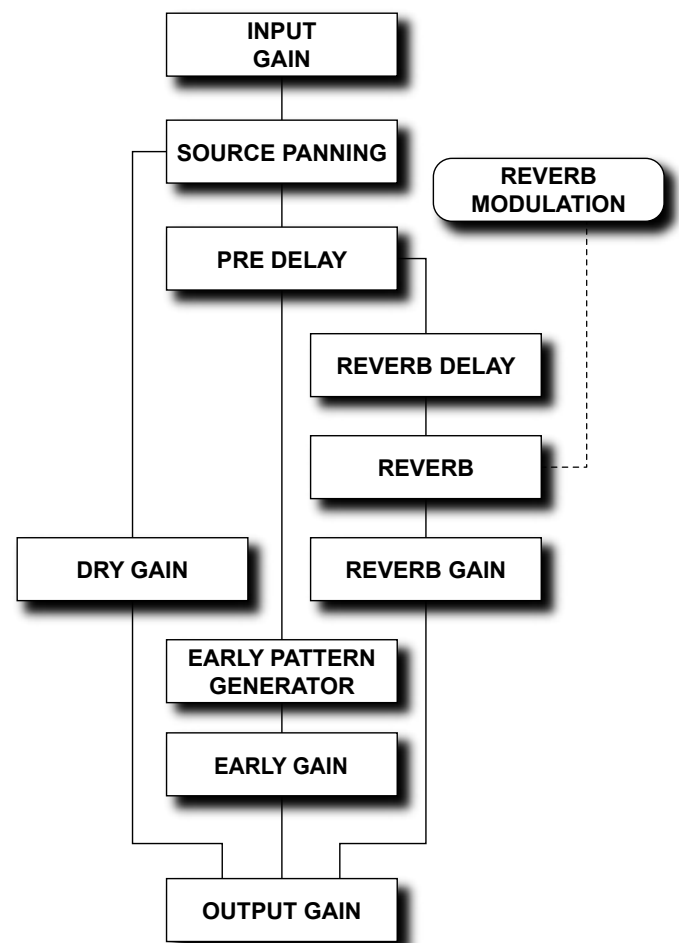 INPUT
GAIN
SOURCE PANNING
REVERB
MODULATION
PRE DELAY
REVERB DELAY
REVERB
DRY GAIN
REVERB GAIN
EARLY PATTERN
GENERATOR
EARLY GAIN
OUTPUT GAIN